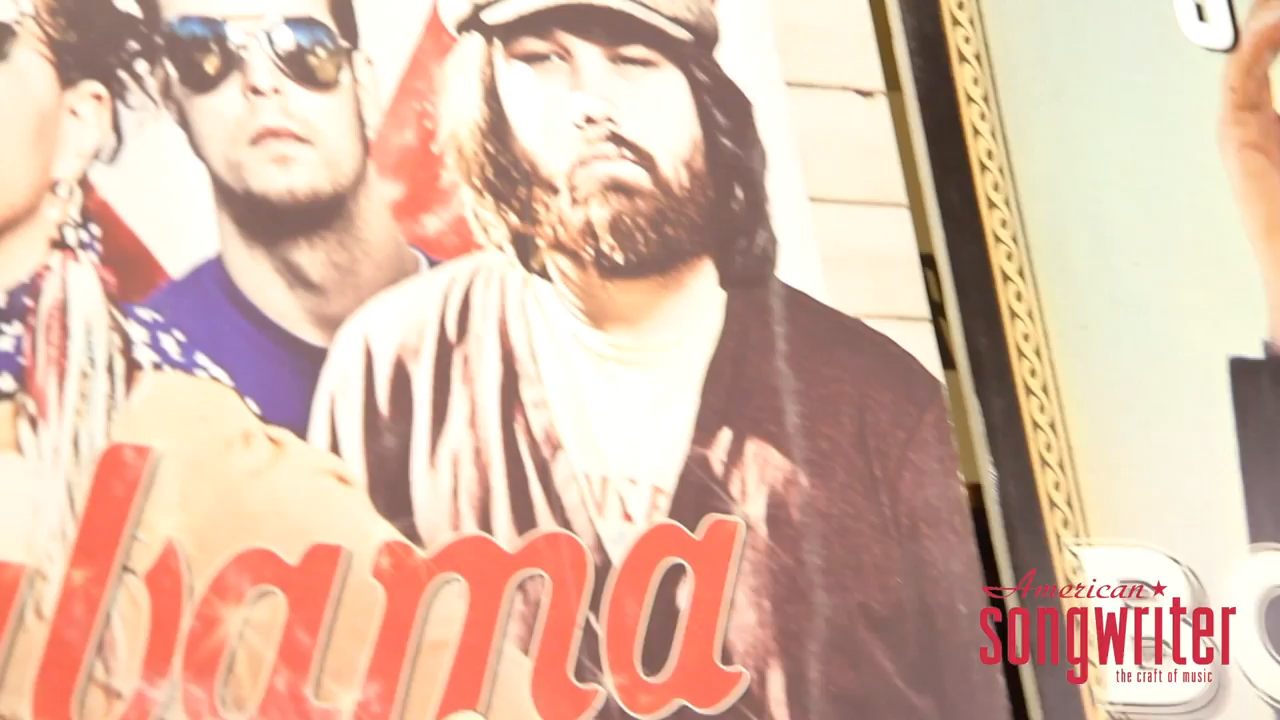 bama
American
songwriter
the craft of music